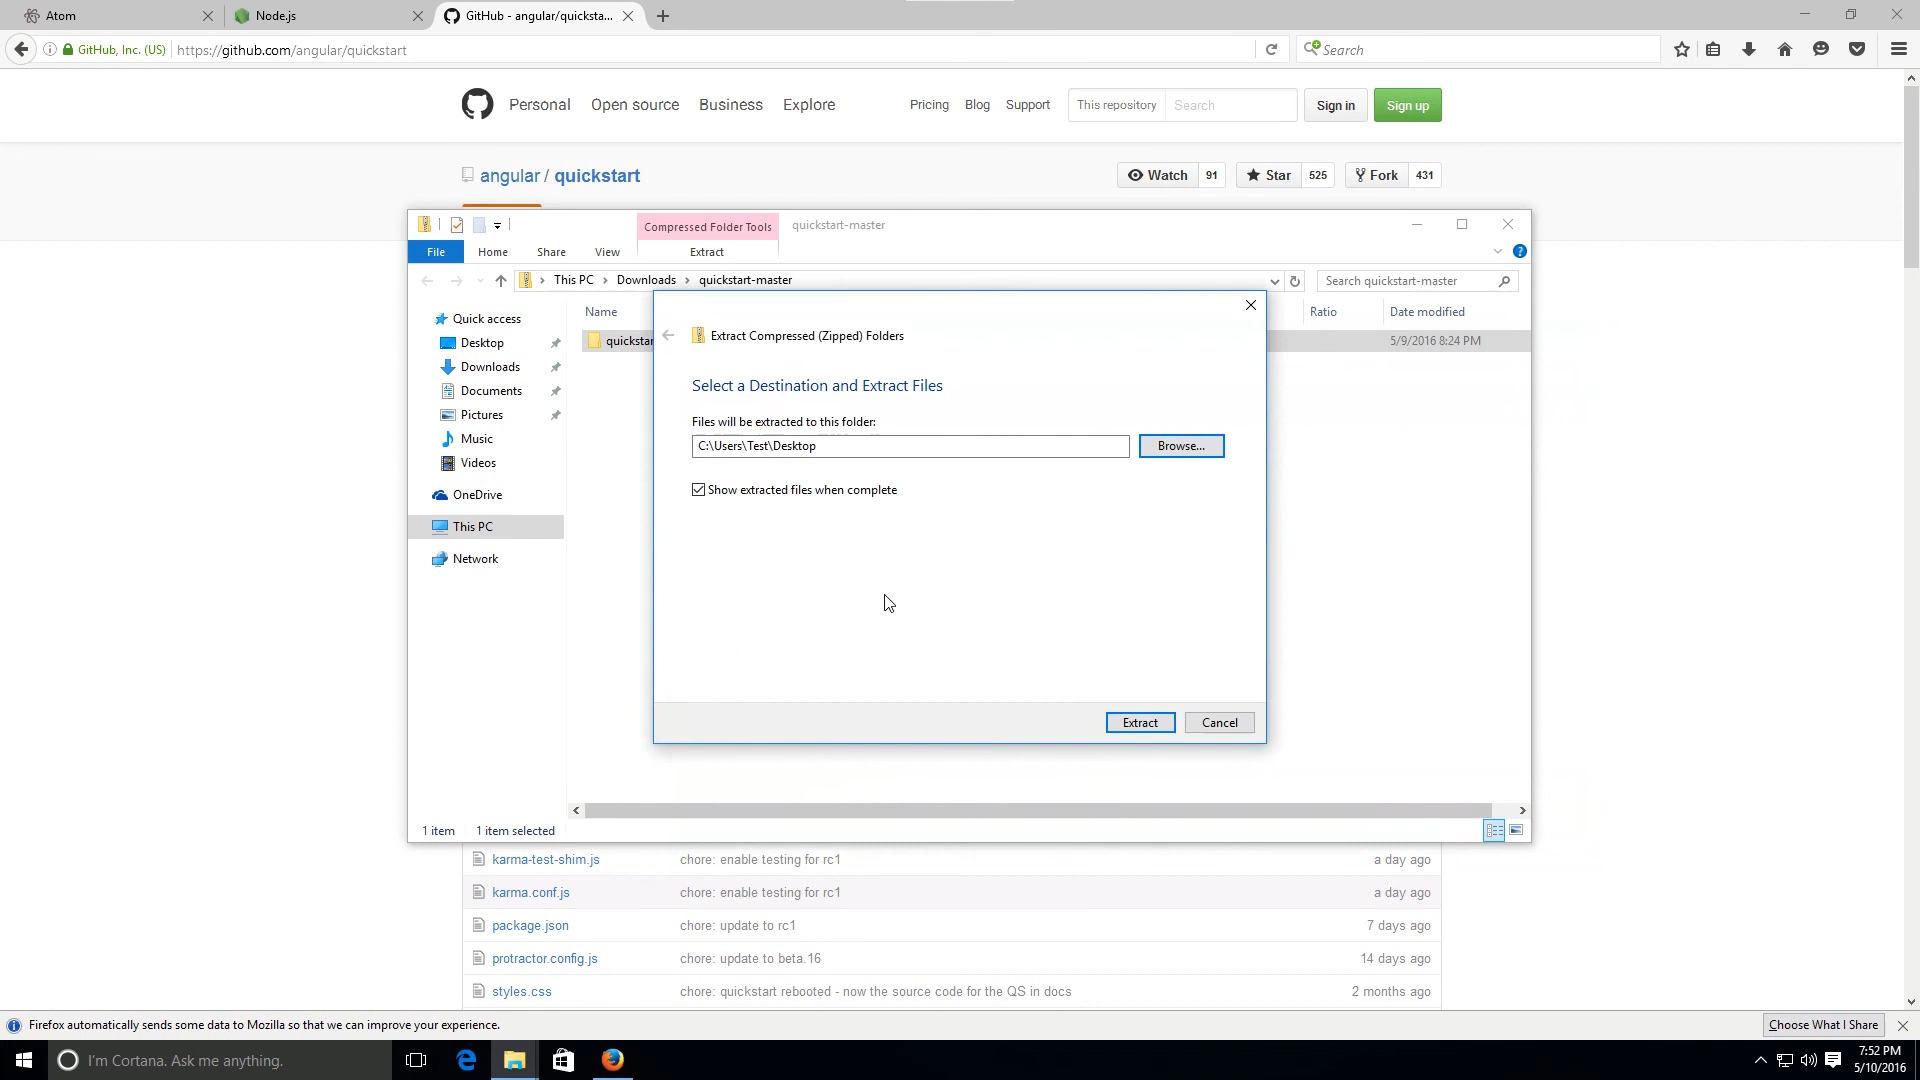 Atom
Node.js
GitHub - angular/quicksta...
GitHub, Inc. (US)
https://github.com/angular/quickstart
Search
Personal
Open source
Business
Explore
Pricing
Blog
Support
This repository
Search
Sign in
Sign up
angular / quickstart
Watch
91
Star
525
Fork
431
Compressed Folder Tools
quickstart-master
File
Home
Share
View
Extract
This PC
Downloads
quickstart-master
Search quickstart-master
Name
Ratio
Date modified
Quick access
Desktop
Downloads
Documents
Pictures
Music
Videos
OneDrive
This PC
Network
quickstar
5/9/2016 8:24 PM
Extract Compressed (Zipped) Folders
Select a Destination and Extract Files
Files will be extracted to this folder:
C:\Users\Test\Desktop
Browse...
Show extracted files when complete
Extract
Cancel
1 item
1 item selected
karma-test-shim.js
chore: enable testing for rc1
a day ago
karma.conf.js
chore: enable testing for rc1
a day ago
package.json
chore: update to rc1
7 days ago
protractor.config.js
chore: update to beta.16
14 days ago
styles.css
chore: quickstart rebooted - now the source code for the QS in docs
2 months ago
Firefox automatically sends some data to Mozilla so that we can improve your experience.
Choose What I Share
I'm Cortana. Ask me anything.
7:52 PM
5/10/2016